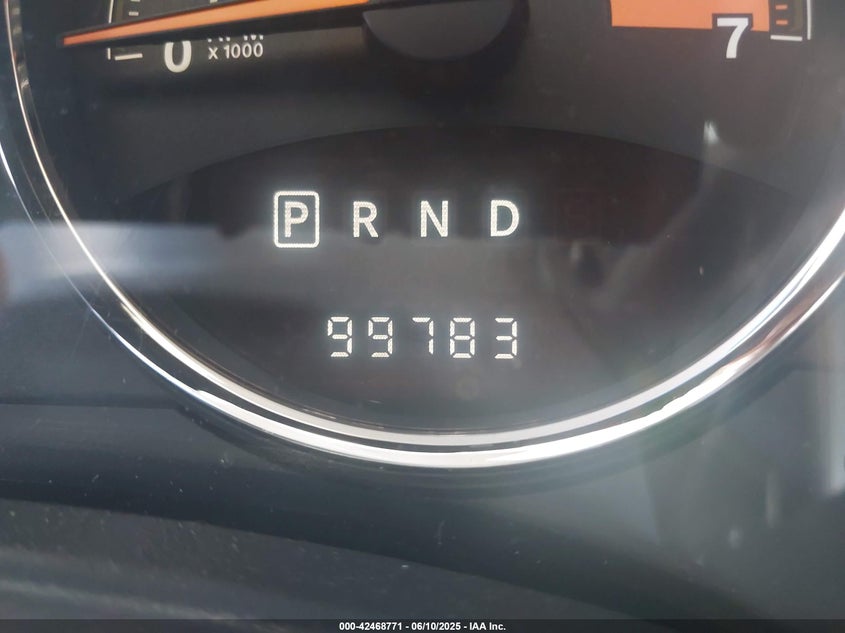 0
x 1000
7
P R N D
99783
000-42468771 - 06/10/2025 - IAA Inc.